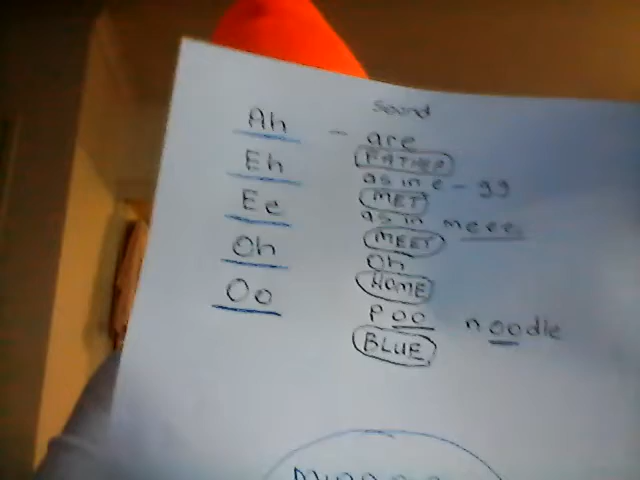 Sound
Ah - are
FATHER
Eh as in e - gg
MET
Ee as in meee
MEET
Oh Oh
HOME
Oo Poo noodle
BLUE